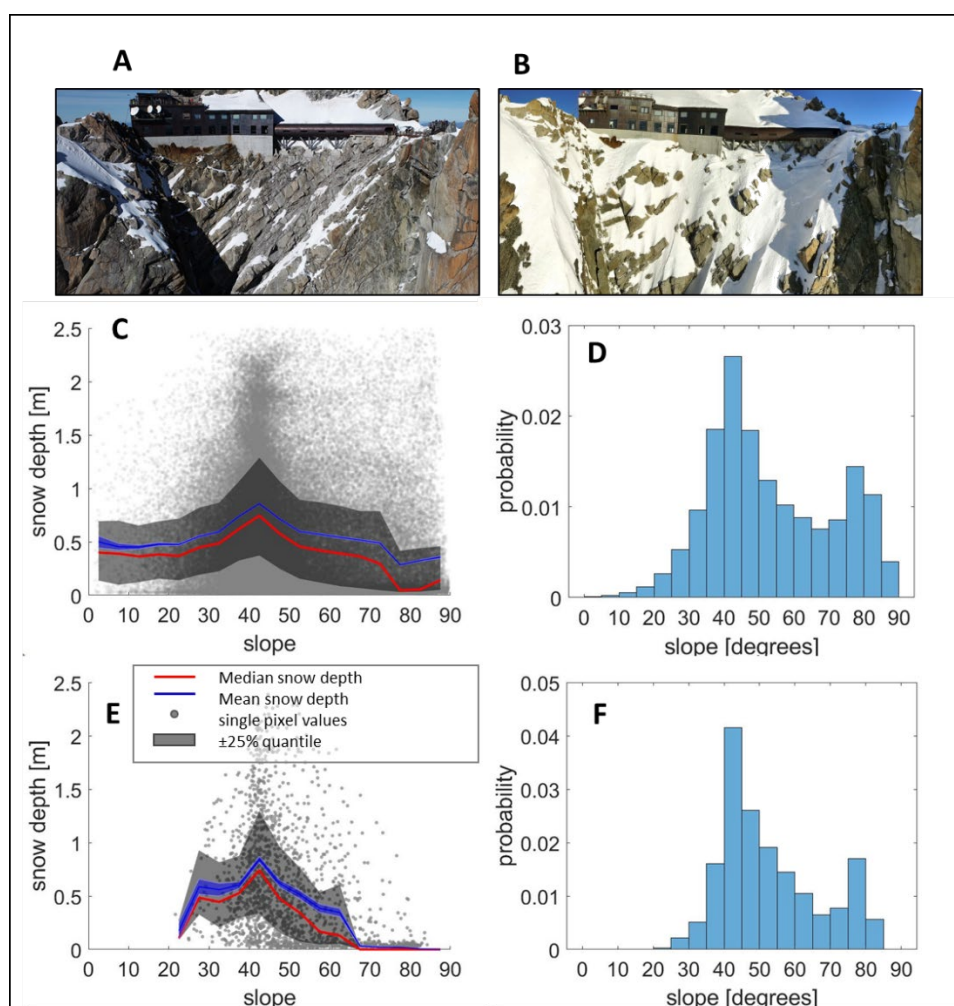 A
B
C
2.5
2
1.5
1
0.5
0
snow depth [m]
0 10 20 30 40 50 60 70 80 90
slope
D
0.03
0.02
0.01
0
probability
0 10 20 30 40 50 60 70 80 90
slope [degrees]
E
2.5
2
1.5
1
0.5
0
snow depth [m]
Median snow depth
Mean snow depth
single pixel values
±25% quantile
0 10 20 30 40 50 60 70 80 90
slope
F
0.05
0.04
0.03
0.02
0.01
0
probability
0 10 20 30 40 50 60 70 80 90
slope [degrees]